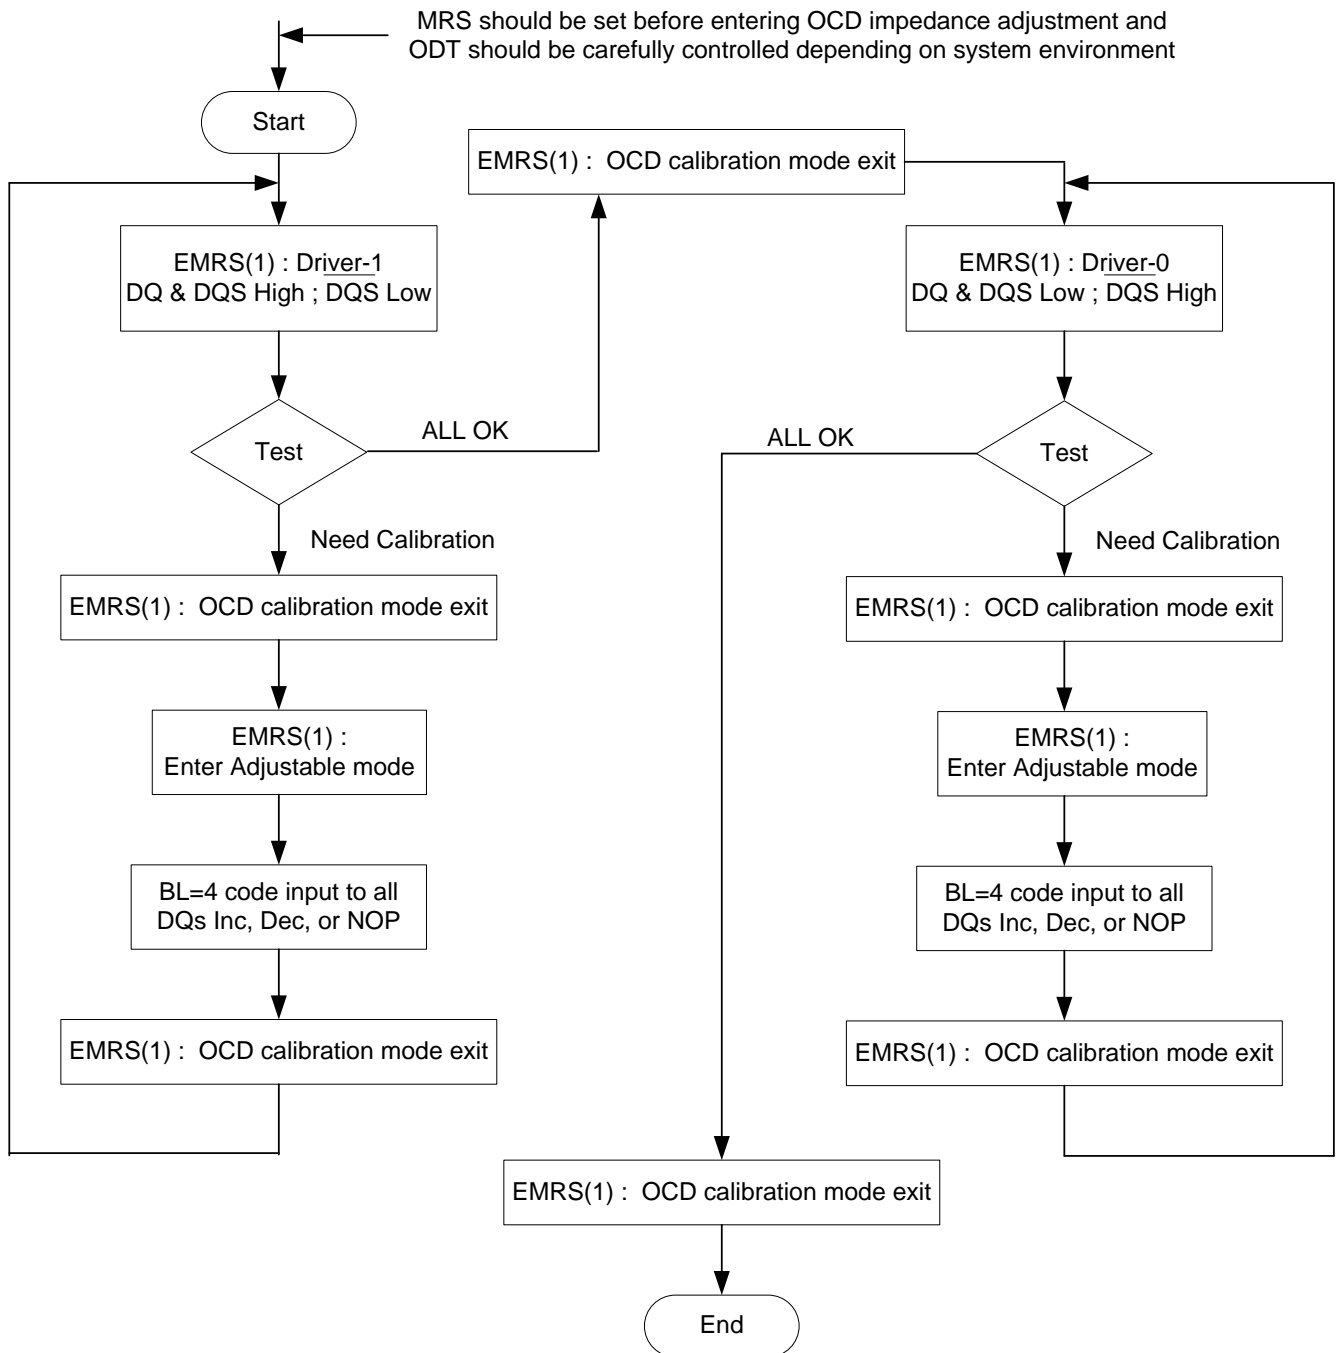 MRS should be set before entering OCD impedance adjustment and
ODT should be carefully controlled depending on system environment
Start
EMRS(1) : Driver-1
DQ & DQS High ; D̅Q̅S̅ Low
Test
ALL OK
Need Calibration
EMRS(1) : OCD calibration mode exit
EMRS(1) :
Enter Adjustable mode
BL=4 code input to all
DQs Inc, Dec, or NOP
EMRS(1) : OCD calibration mode exit
EMRS(1) : OCD calibration mode exit
EMRS(1) : Driver-0
DQ & DQS Low ; D̅Q̅S̅ High
Test
ALL OK
Need Calibration
EMRS(1) : OCD calibration mode exit
EMRS(1) :
Enter Adjustable mode
BL=4 code input to all
DQs Inc, Dec, or NOP
EMRS(1) : OCD calibration mode exit
EMRS(1) : OCD calibration mode exit
End